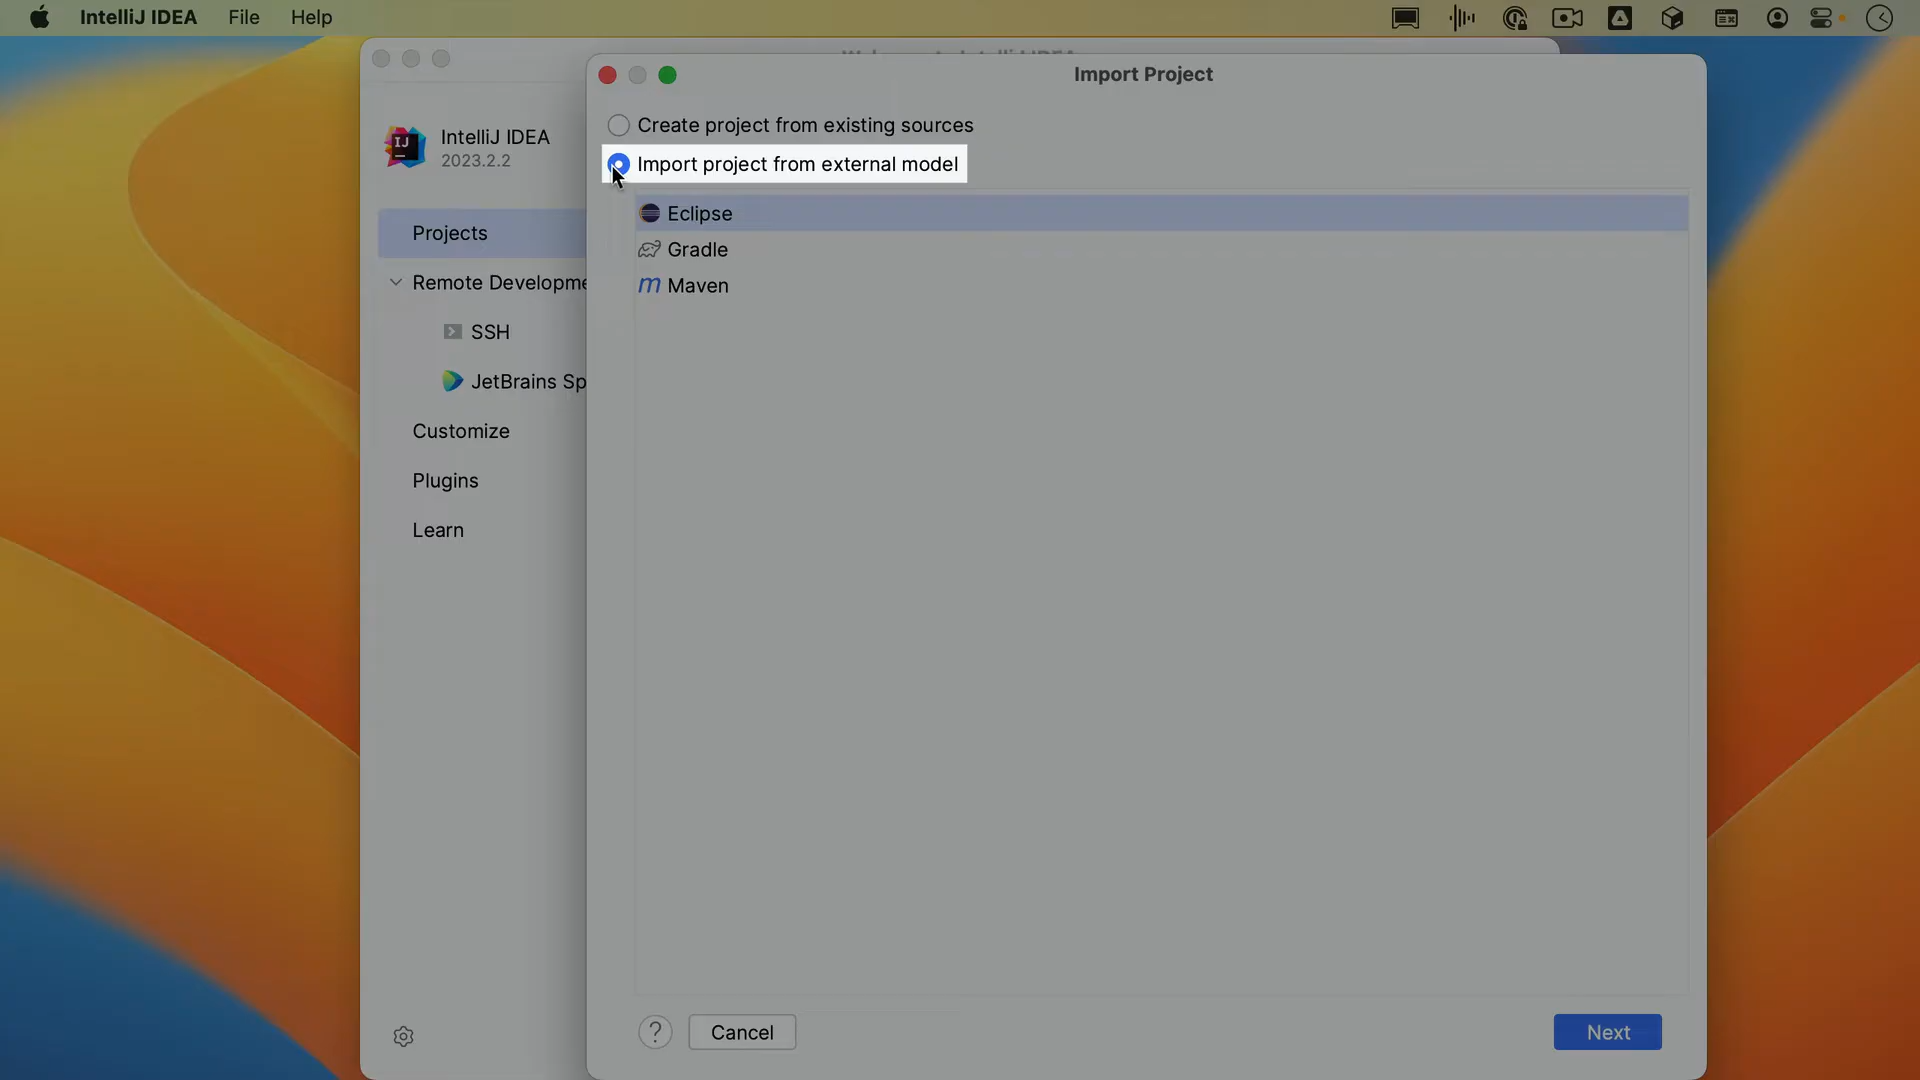 IntelliJ IDEA File Help
Import Project
IntelliJ IDEA
2023.2.2
Projects
Remote Developme
SSH
JetBrains Sp
Customize
Plugins
Learn
Create project from existing sources
Import project from external model
Eclipse
Gradle
Maven
? Cancel Next